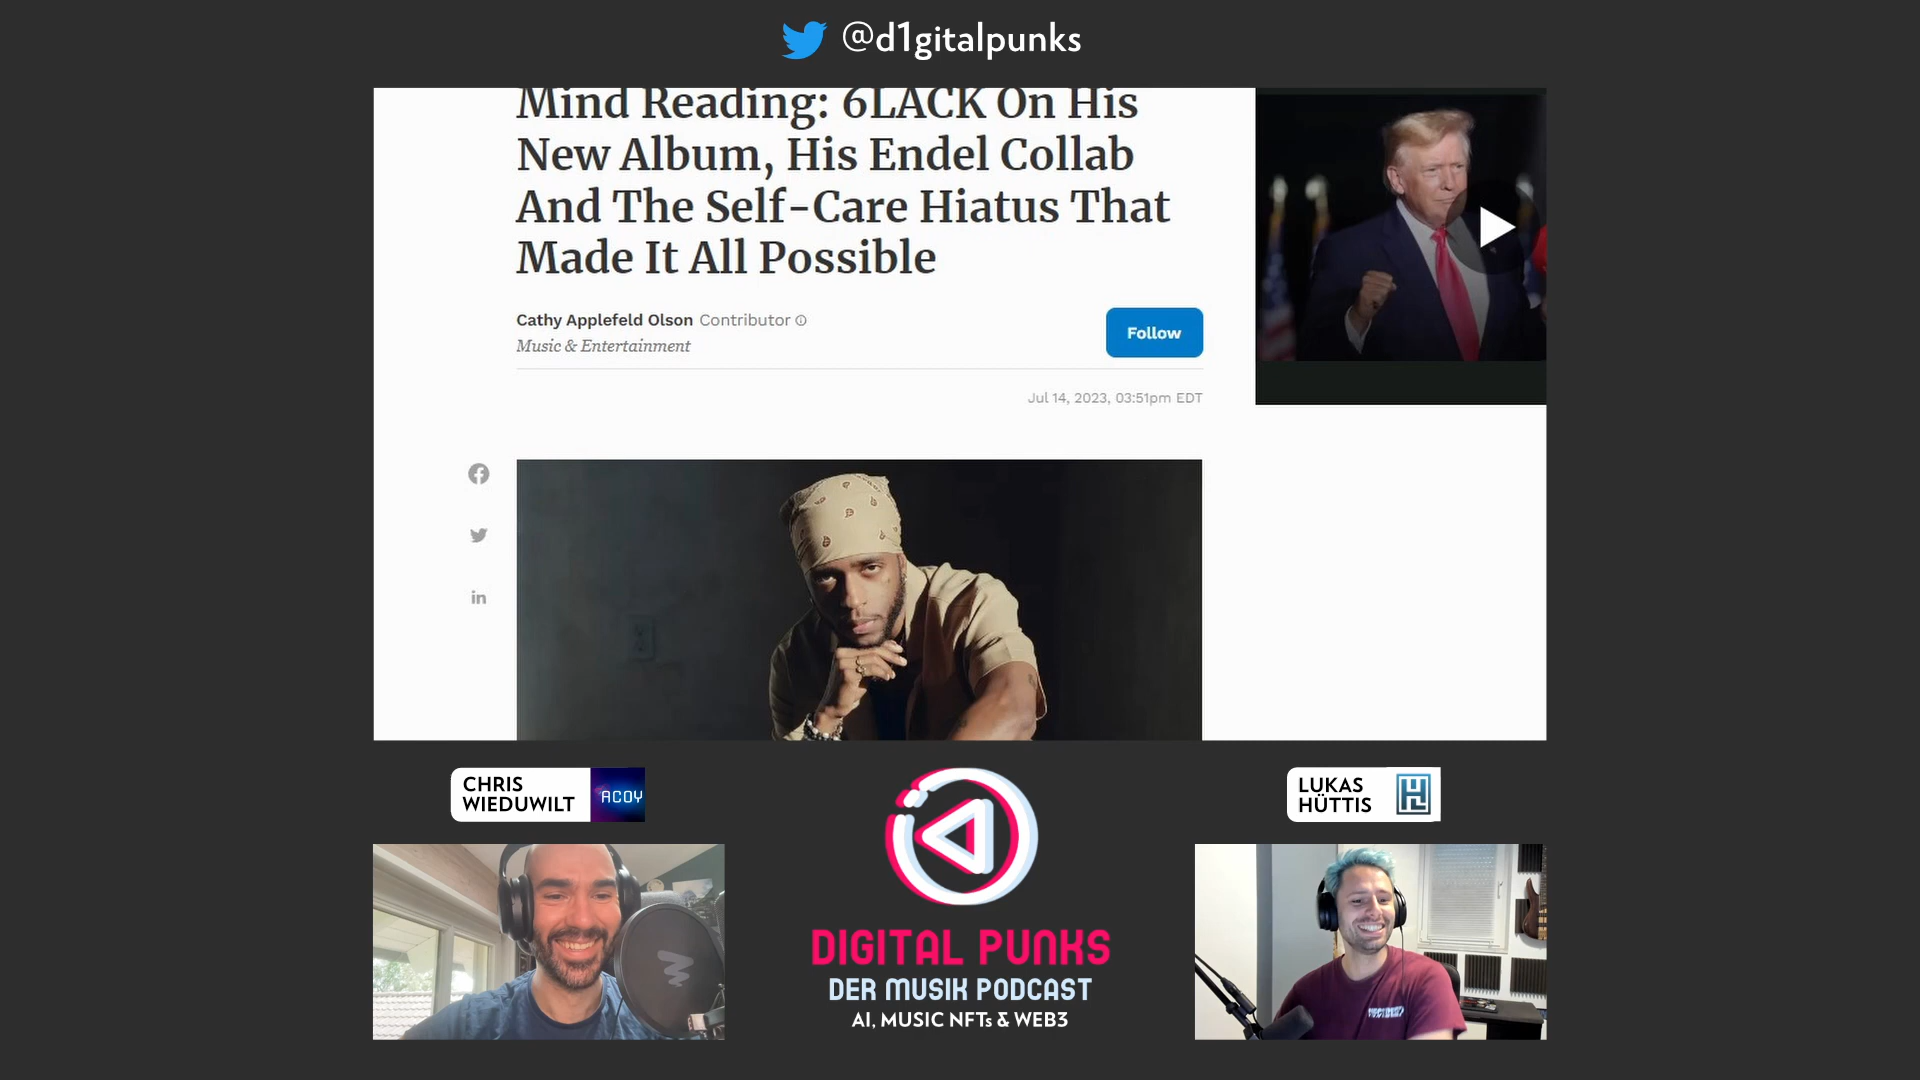 @d1gitalpunks
Mind Reading: 6LACK On His
New Album, His Endel Collab
And The Self-Care Hiatus That
Made It All Possible
Cathy Applefeld Olson Contributor
Music & Entertainment
Follow
Jul 14, 2023, 03:51pm EDT
in
CHRIS
WIEDUWILT
ACOY
LUKAS
HÜTTIS
DIGITAL PUNKS
DER MUSIK PODCAST
AI, MUSIC NFTs & WEB3